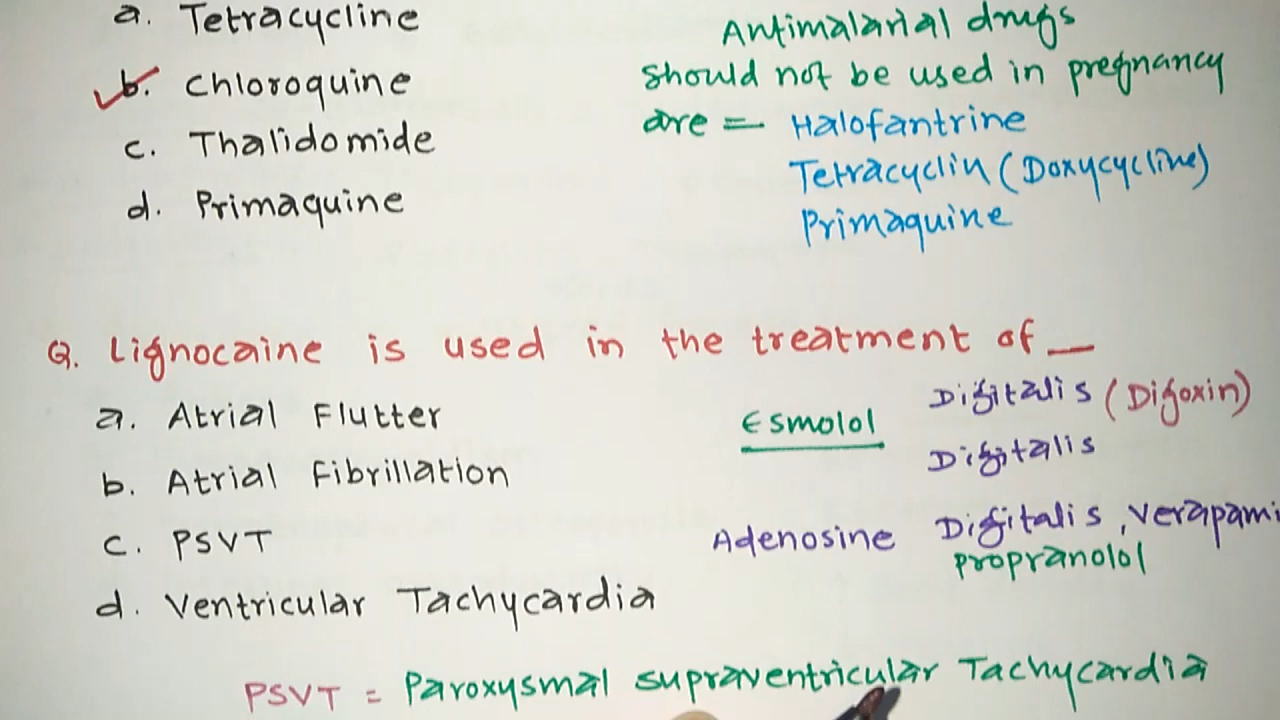 a. Tetracycline
b. Chloroquine
c. Thalidomide
d. Primaquine
Antimalarial drugs
should not be used in pregnancy
are = Halofantrine
Tetracyclin (Doxycycline)
Primaquine
Q. Lignocaine is used in the treatment of __
a. Atrial Flutter
b. Atrial Fibrillation
c. PSVT
d. Ventricular Tachycardia
Esmolol
Digitalis (Digoxin)
Digitalis
Adenosine Digitalis, Verapami
propranolol
PSVT = Paroxysmal supraventricular Tachycardia